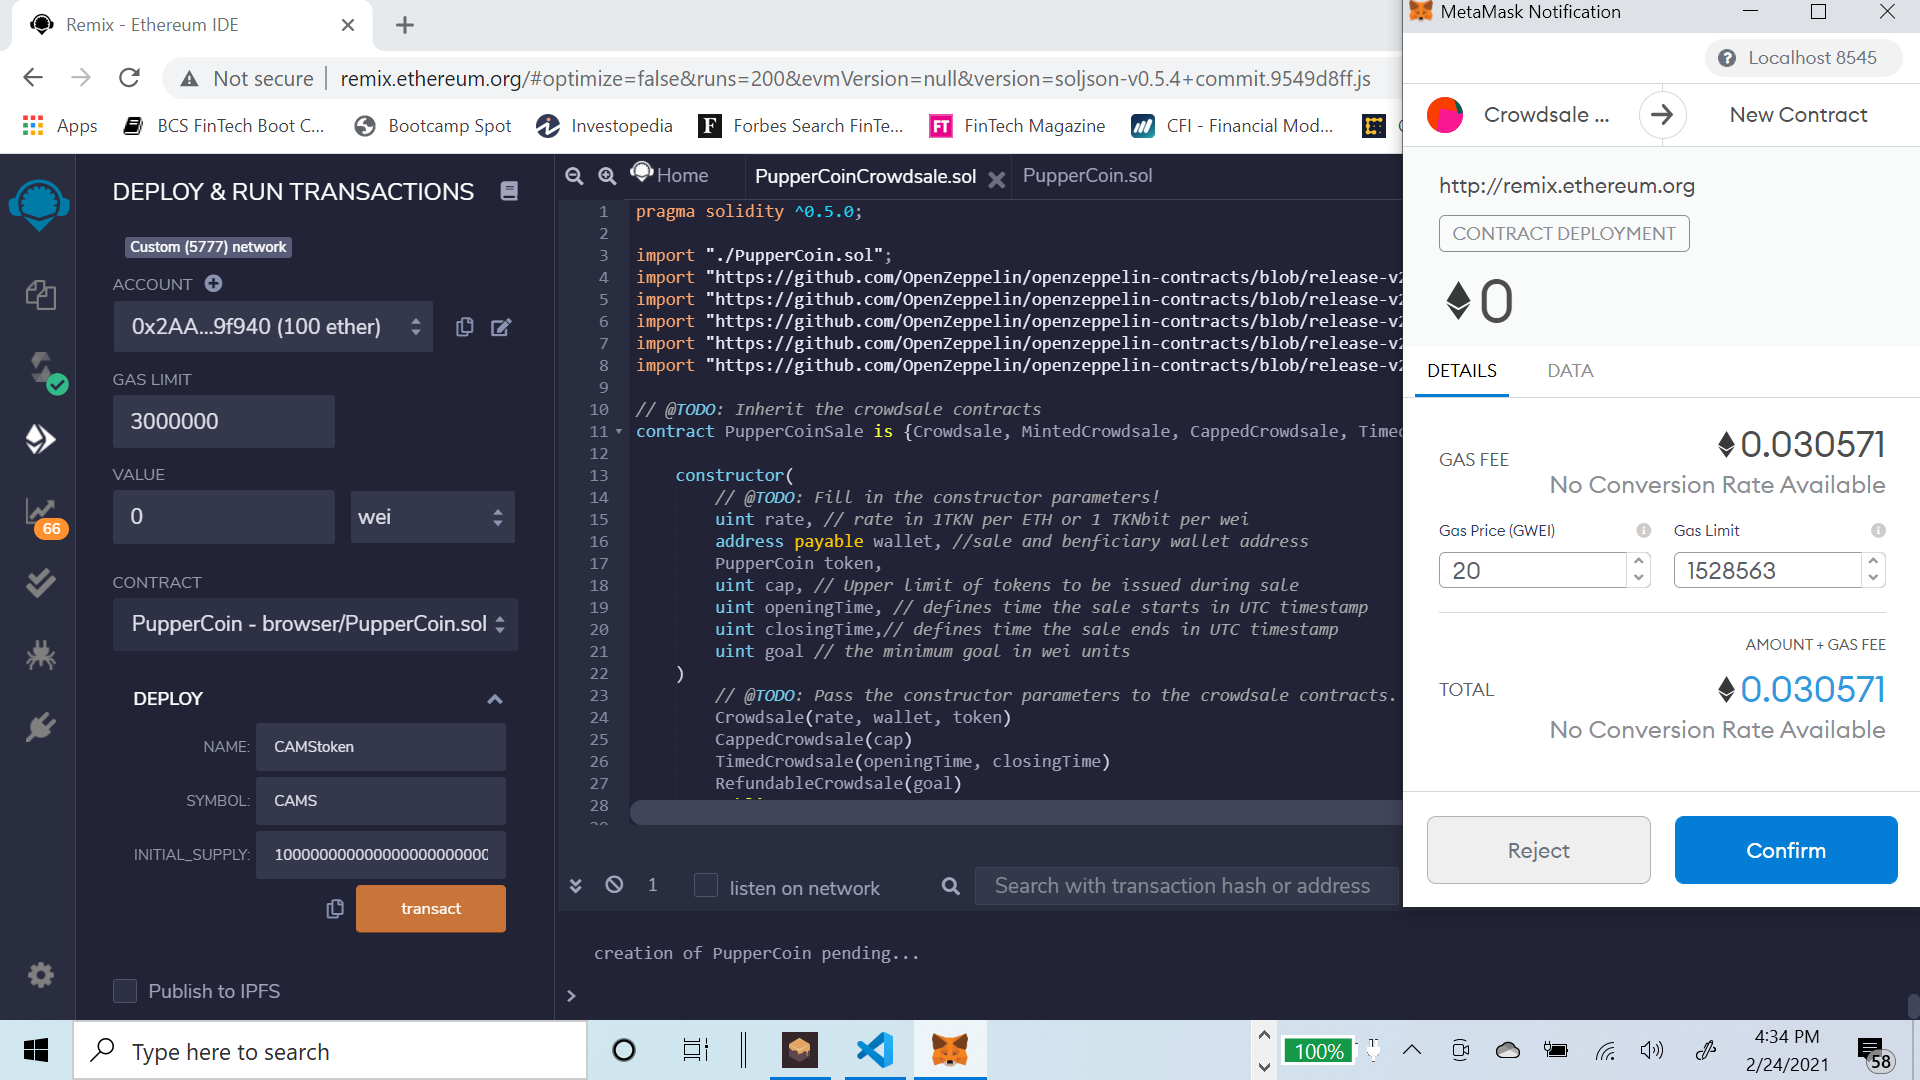 Remix - Ethereum IDE
Not secure
remix.ethereum.org/#optimize=false&runs=200&evmVersion=null&version=soljson-v0.5.4+commit.9549d8ff.js
Apps
BCS FinTech Boot C...
Bootcamp Spot
Investopedia
F
Forbes Search FinTe...
FT
FinTech Magazine
CFI - Financial Mod...
DEPLOY & RUN TRANSACTIONS
Custom (5777) network
ACCOUNT
0x2AA...9f940 (100 ether)
GAS LIMIT
3000000
VALUE
0
wei
66
CONTRACT
PupperCoin - browser/PupperCoin.sol
DEPLOY
NAME:
CAMStoken
SYMBOL:
CAMS
INITIAL_SUPPLY:
transact
Publish to IPFS
Home
PupperCoinCrowdsale.sol
PupperCoin.sol
1 pragma solidity ^0.5.0;
2
3 import "./PupperCoin.sol";
4 import "https://github.com/OpenZeppelin/openzeppelin-contracts/blob/release-v2
5 import "https://github.com/OpenZeppelin/openzeppelin-contracts/blob/release-v2
6 import "https://github.com/OpenZeppelin/openzeppelin-contracts/blob/release-v2
7 import "https://github.com/OpenZeppelin/openzeppelin-contracts/blob/release-v2
8 import "https://github.com/OpenZeppelin/openzeppelin-contracts/blob/release-v2
9
10 // @TODO: Inherit the crowdsale contracts
11 contract PupperCoinSale is {Crowdsale, MintedCrowdsale, CappedCrowdsale, Timed
12
13 constructor(
14 // @TODO: Fill in the constructor parameters!
15 uint rate, // rate in 1TKN per ETH or 1 TKNbit per wei
16 address payable wallet, //sale and benficiary wallet address
17 PupperCoin token,
18 uint cap, // Upper limit of tokens to be issued during sale
19 uint openingTime, // defines time the sale starts in UTC timestamp
20 uint closingTime,// defines time the sale ends in UTC timestamp
21 uint goal // the minimum goal in wei units
22 )
23 // @TODO: Pass the constructor parameters to the crowdsale contracts.
24 Crowdsale(rate, wallet, token)
25 CappedCrowdsale(cap)
26 TimedCrowdsale(openingTime, closingTime)
27 RefundableCrowdsale(goal)
28
1
listen on network
Search with transaction hash or address
creation of PupperCoin pending...
>
MetaMask Notification
Localhost 8545
Crowdsale ...
New Contract
http://remix.ethereum.org
CONTRACT DEPLOYMENT
0
DETAILS
DATA
GAS FEE
0.030571
No Conversion Rate Available
Gas Price (GWEI)
Gas Limit
20
1528563
AMOUNT + GAS FEE
TOTAL
0.030571
No Conversion Rate Available
Reject
Confirm
Type here to search
100%
4:34 PM
2/24/2021
58